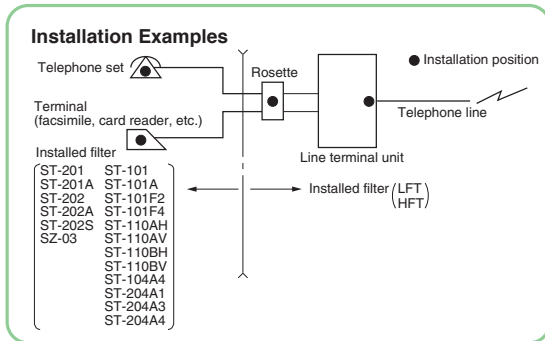 Installation Examples
Telephone set
Rosette
● Installation position
Terminal
(facsimile, card reader, etc.)
Telephone line
Line terminal unit
Installed filter
ST-201 ST-101
ST-201A ST-101A
ST-202 ST-101F2
ST-202A ST-101F4
ST-202S ST-110AH
SZ-03 ST-110AV
ST-110BH
ST-110BV
ST-104A4
ST-204A1
ST-204A3
ST-204A4
Installed filter (LFT
HFT)